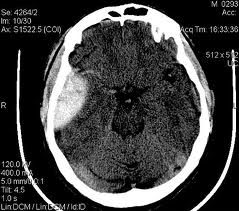 Se: 4264/2
Im: 10/30
Ax: S1522.5 (COI)
M 0293
Acc:
Acq Tm: 16:33:36
512 x 512
R
120.0 kV
400.0 mA
5.0 mm/0:1
Tilt: 4.5
1.0 s
Lin:DCM / Lin:DCM / Id:ID